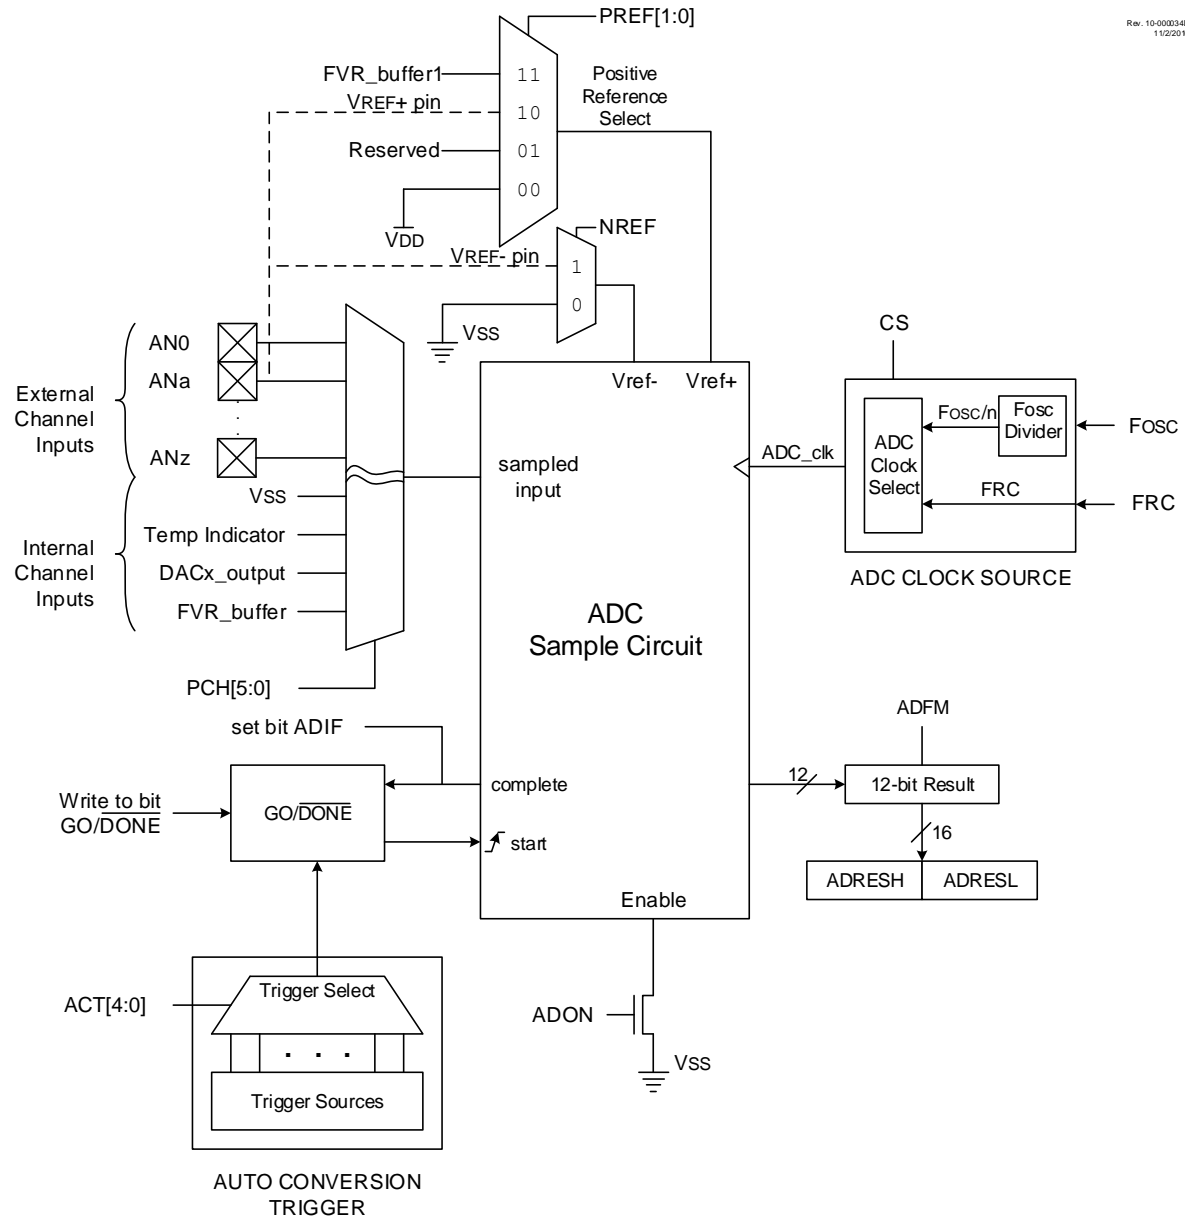 PREF[1:0]
Rev. 10-000034
11/2/201
FVR_buffer1
11
Positive
Reference
Select
VREF+ pin
10
Reserved
01
00
VDD
NREF
VREF- pin
1
0
VSS
External
Channel
Inputs
AN0
ANa
ANz
Internal
Channel
Inputs
VSS
Temp Indicator
DACx_output
FVR_buffer
PCH[5:0]
Vref-
Vref+
sampled
input
ADC
Sample Circuit
ADC_clk
CS
ADC
Clock
Select
FOSC/n
Fosc
Divider
FOSC
FRC
FRC
ADC CLOCK SOURCE
set bit ADIF
Write to bit
GO/DONE
GO/DONE
complete
start
Enable
12
ADFM
12-bit Result
16
ADRESH
ADRESL
ACT[4:0]
Trigger Select
. . .
Trigger Sources
AUTO CONVERSION
TRIGGER
ADON
VSS